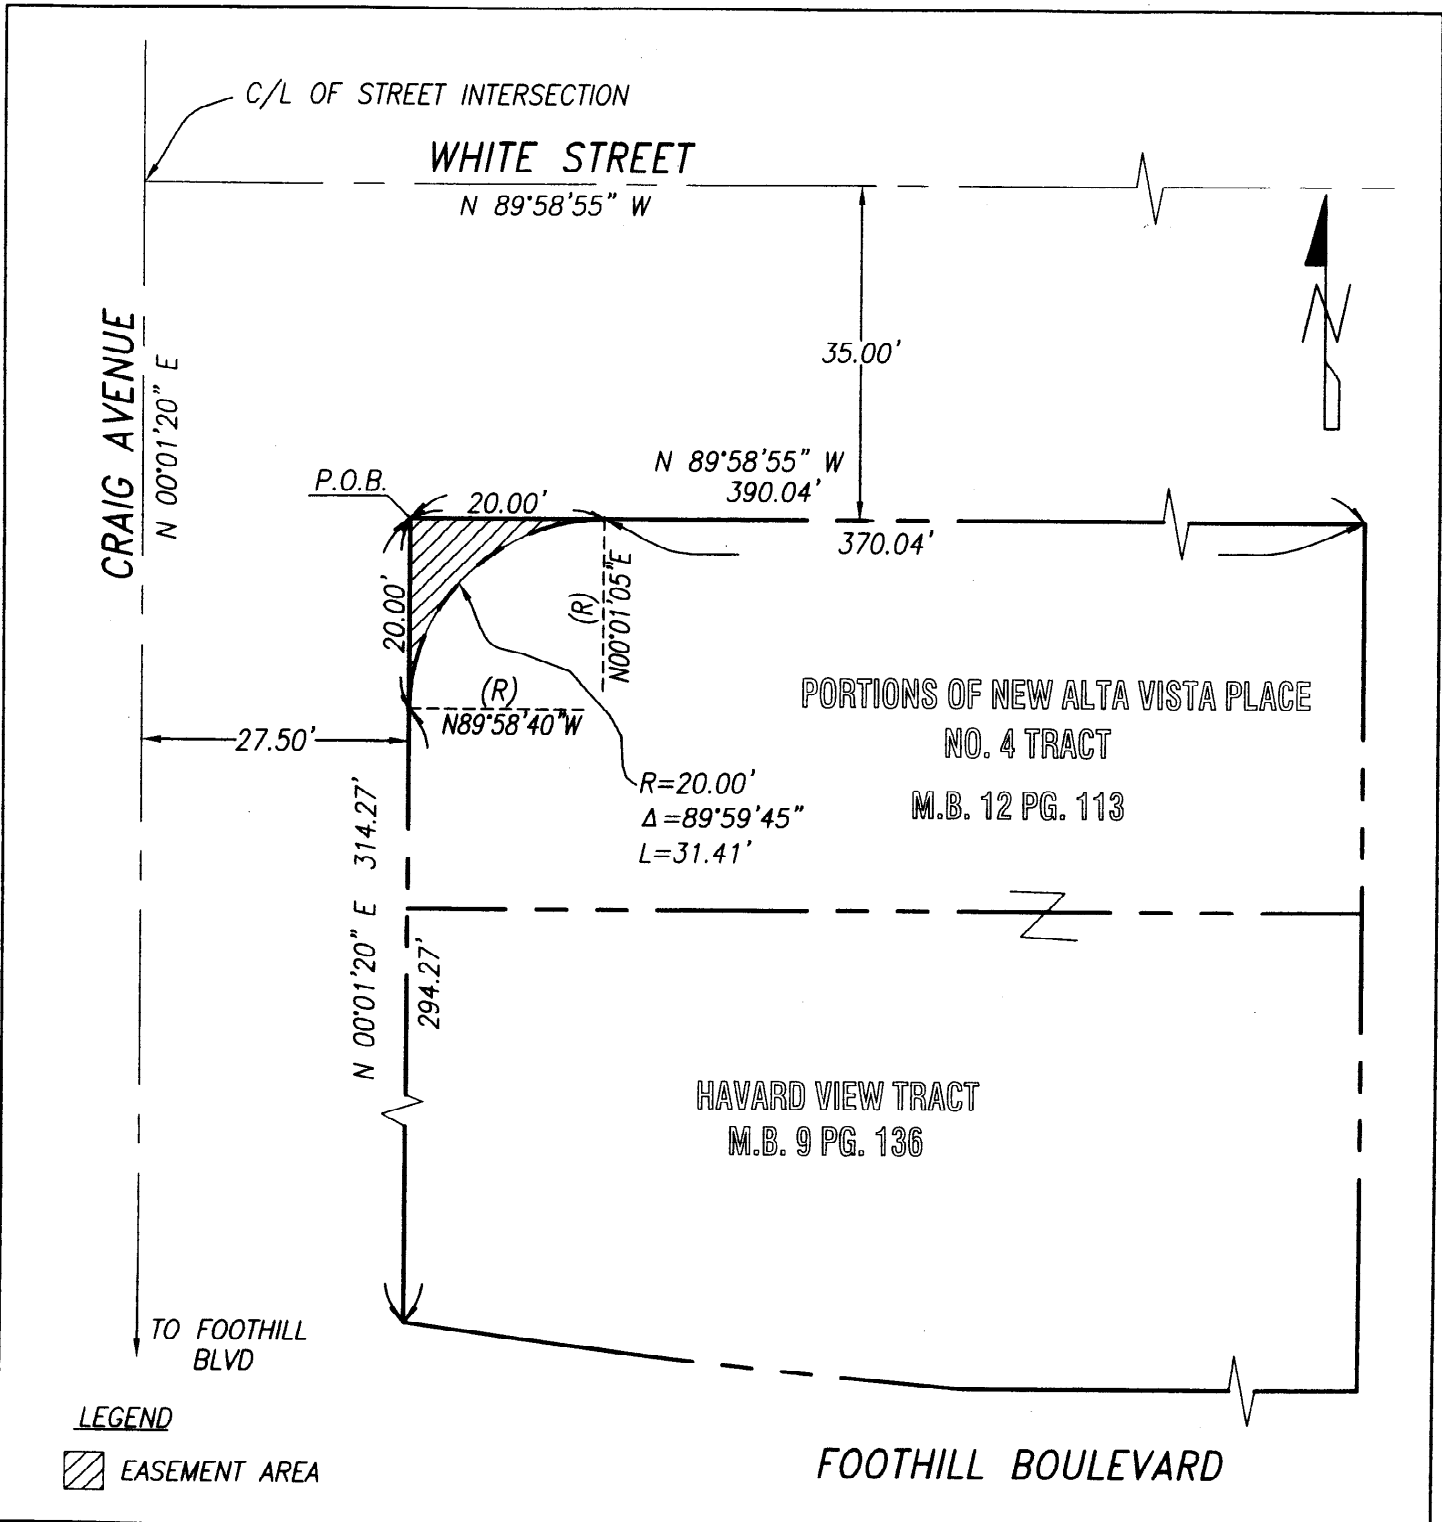 C/L OF STREET INTERSECTION
WHITE STREET
N 89°58'55" W
CRAIG AVENUE
N 00°01'20" E
35.00'
N
N 89°58'55" W
390.04'
P.O.B.
20.00'
370.04'
20.00'
(R)
N00°01'05"E
(R)
N89°58'40"W
27.50'
R=20.00'
Δ=89°59'45"
L=31.41'
PORTIONS OF NEW ALTA VISTA PLACE
NO. 4 TRACT
M.B. 12 PG. 113
N 00°01'20" E 314.27'
294.27'
HAVARD VIEW TRACT
M.B. 9 PG. 136
TO FOOTHILL
BLVD
LEGEND
EASEMENT AREA
FOOTHILL BOULEVARD